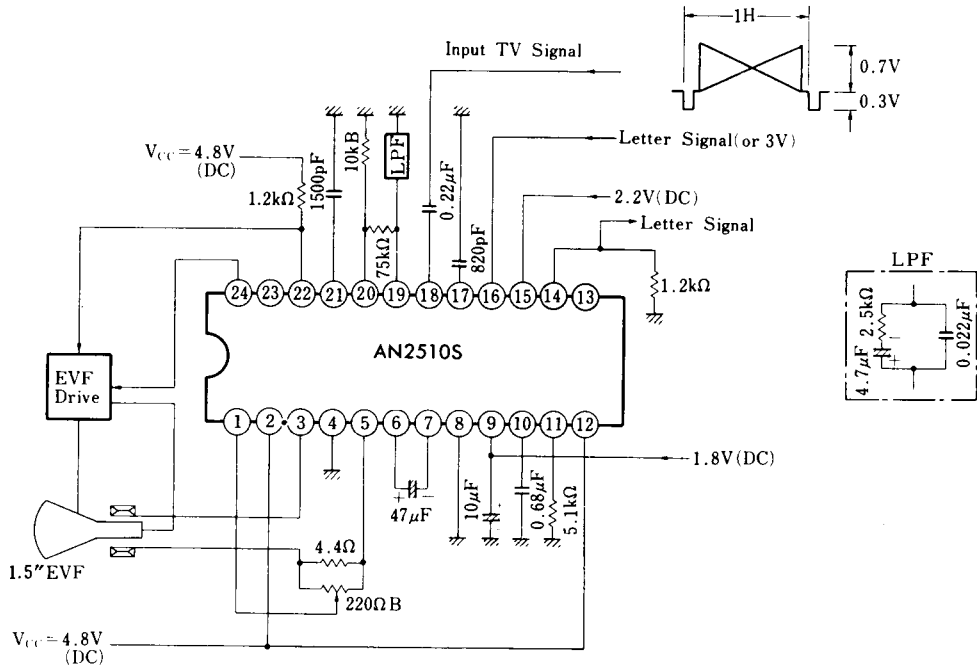 1H
Input TV Signal
0.7V
0.3V
Letter Signal(or 3V)
VCC=4.8V
(DC)
1.2kΩ
1500pF
10kB
LPF
75kΩ
0.22μF
820pF
2.2V(DC)
Letter Signal
1.2kΩ
24 23 22 21 20 19 18 17 16 15 14 13
AN2510S
1 2 3 4 5 6 7 8 9 10 11 12
EVF
Drive
LPF
2.5kΩ
4.7μF
0.022μF
− +
1.8V(DC)
+ −
47μF
10μF
+
0.68μF
5.1kΩ
4.4Ω
220ΩB
1.5″EVF
VCC=4.8V
(DC)